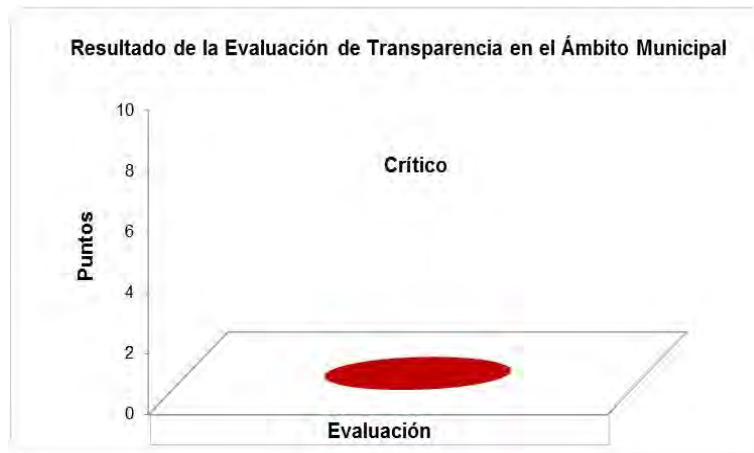 Resultado de la Evaluación de Transparencia en el Ámbito Municipal
10
8
6
4
2
0
Puntos
Crítico
Evaluación